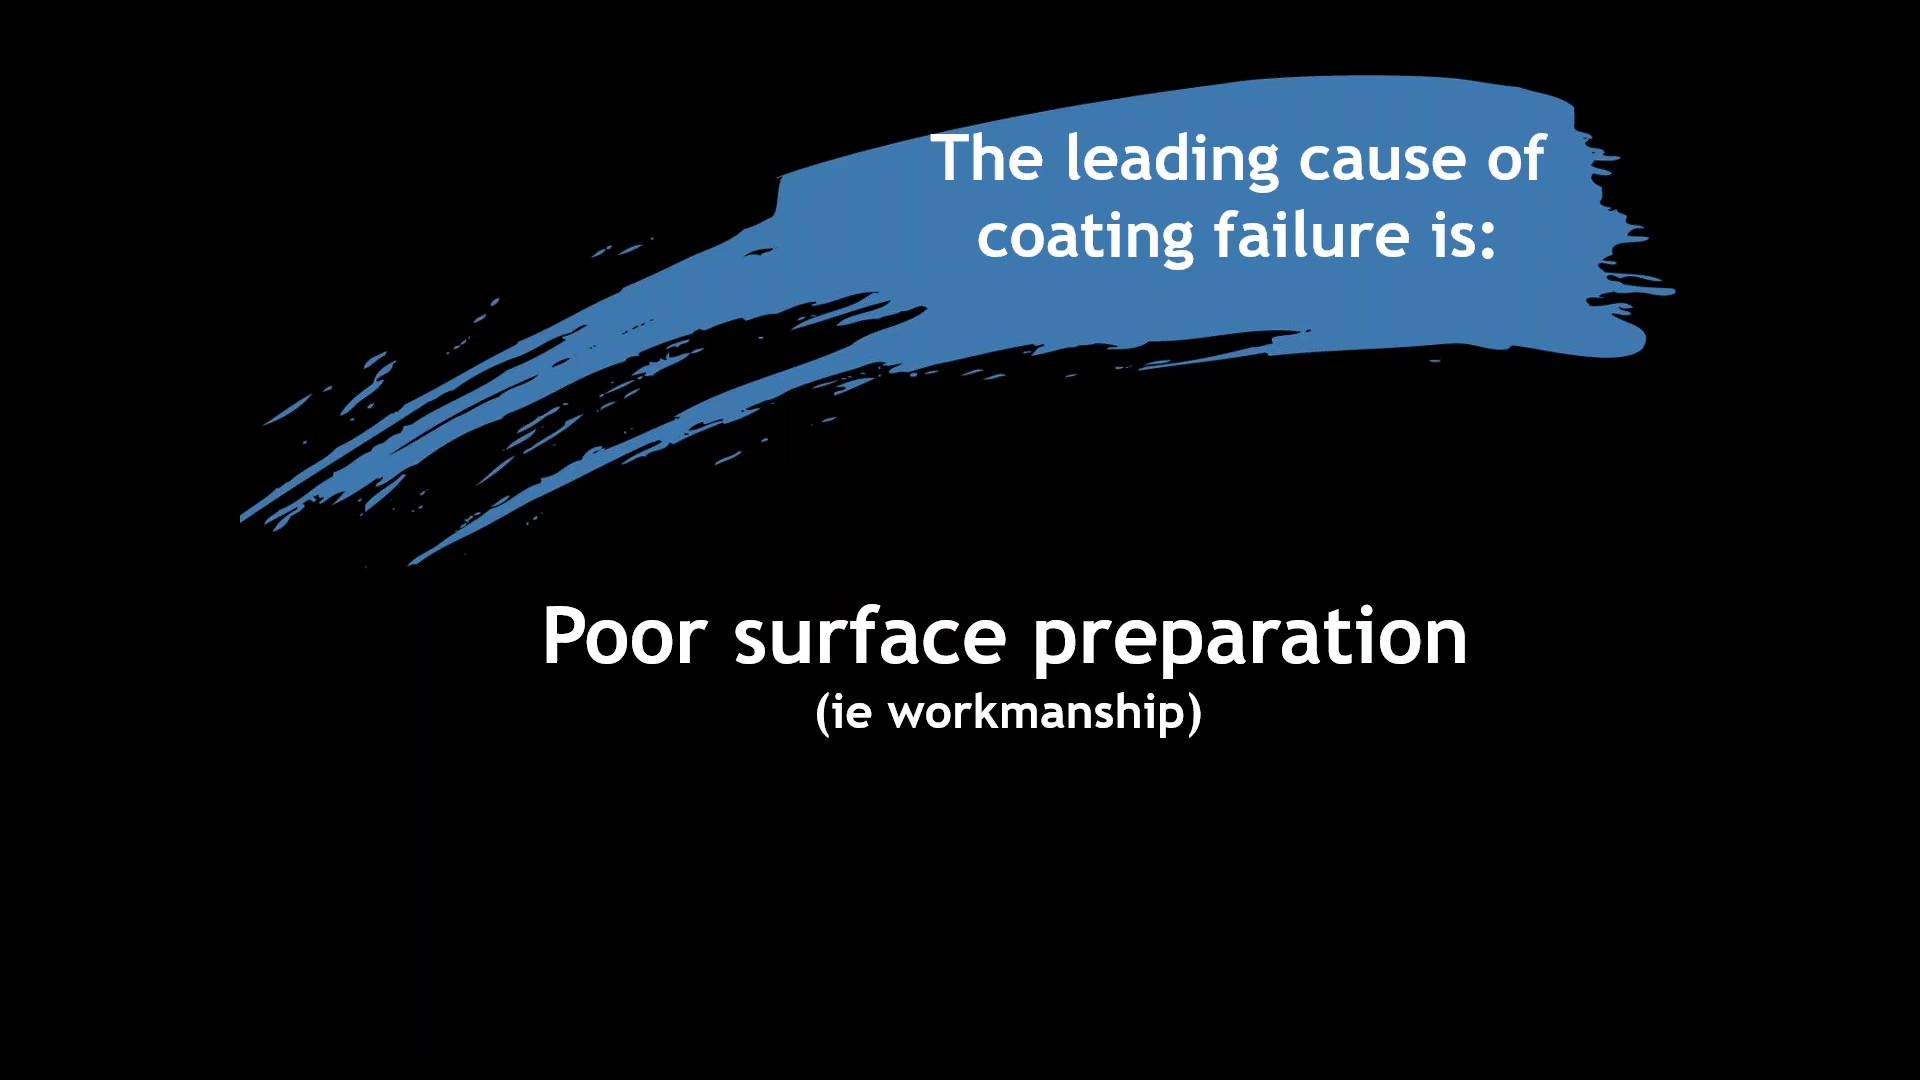 The leading cause of
coating failure is:
Poor surface preparation
(ie workmanship)